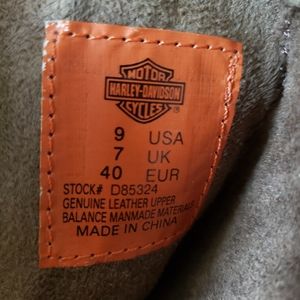 MOTOR
HARLEY-DAVIDSON
CYCLES
9 USA
7 UK
40 EUR
STOCK# D85324
GENUINE LEATHER UPPER
BALANCE MANMADE MATERIALS
MADE IN CHINA